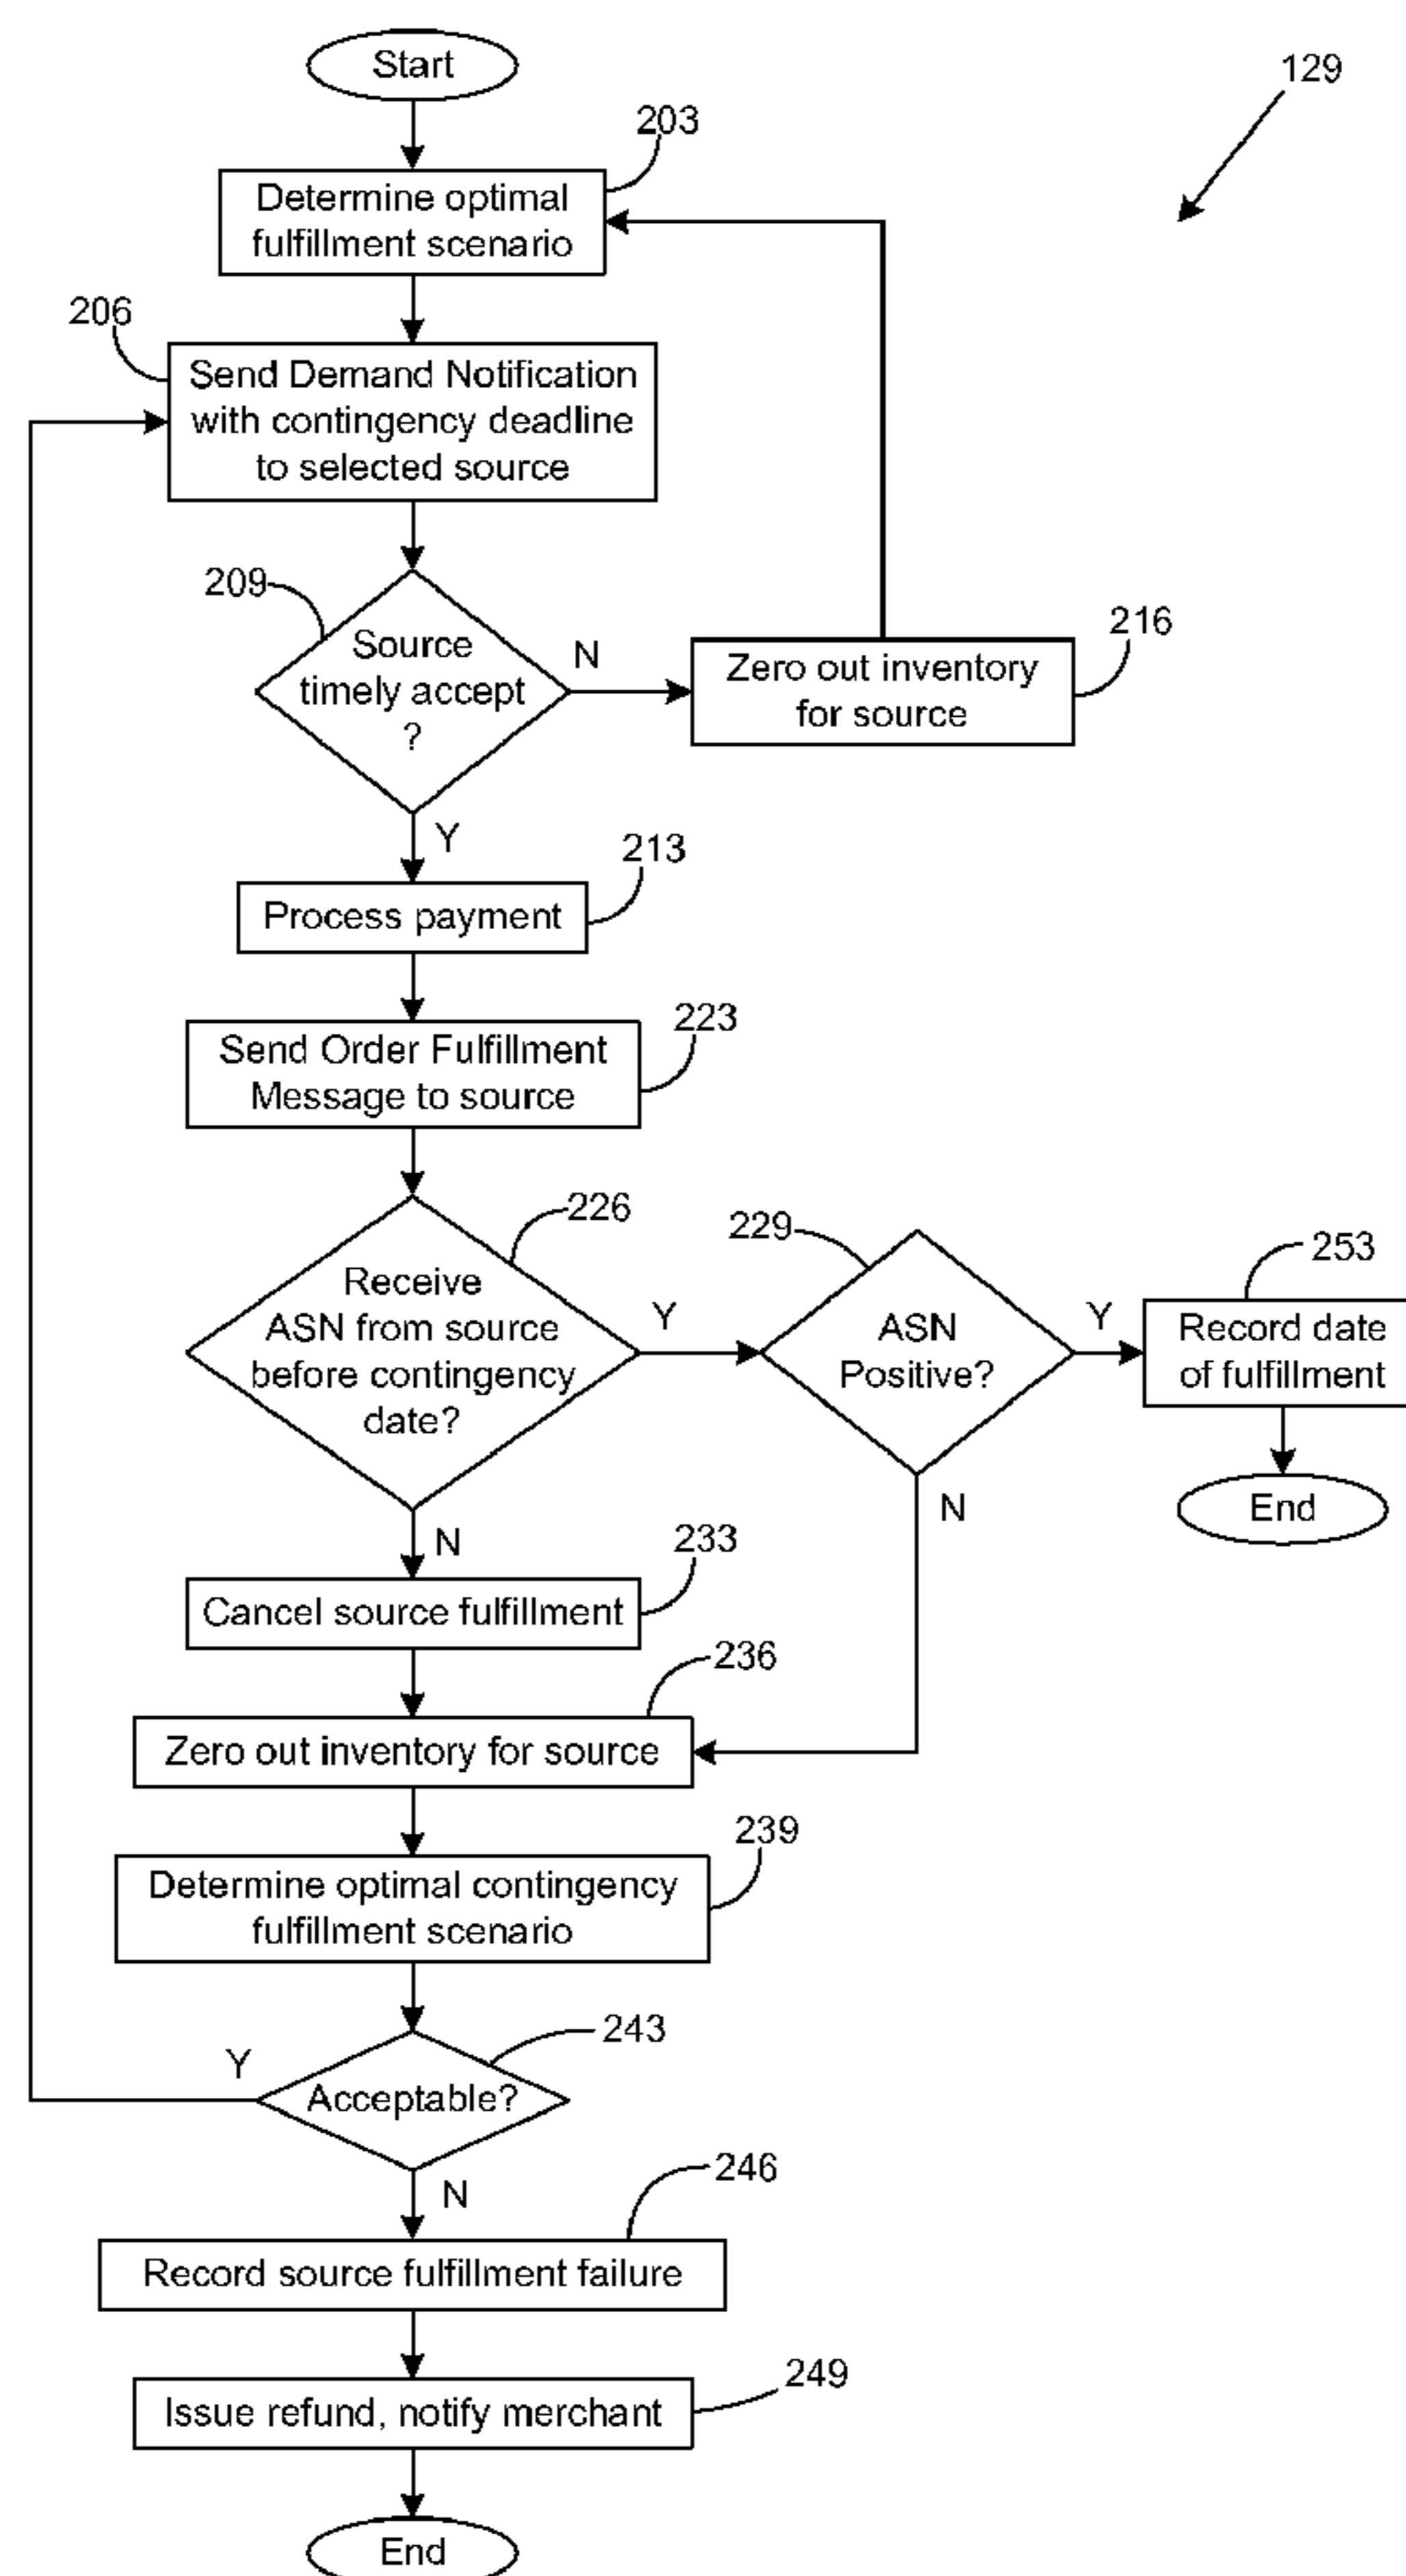 Start
129
203
Determine optimal
fulfillment scenario
206
Send Demand Notification
with contingency deadline
to selected source
209
Source
timely accept
?
N
216
Zero out inventory
for source
Y
213
Process payment
223
Send Order Fulfillment
Message to source
226
Receive
ASN from source
before contingency
date?
Y
229
ASN
Positive?
Y
253
Record date
of fulfillment
End
N
N
233
Cancel source fulfillment
236
Zero out inventory for source
239
Determine optimal contingency
fulfillment scenario
243
Y
Acceptable?
N
246
Record source fulfillment failure
249
Issue refund, notify merchant
End